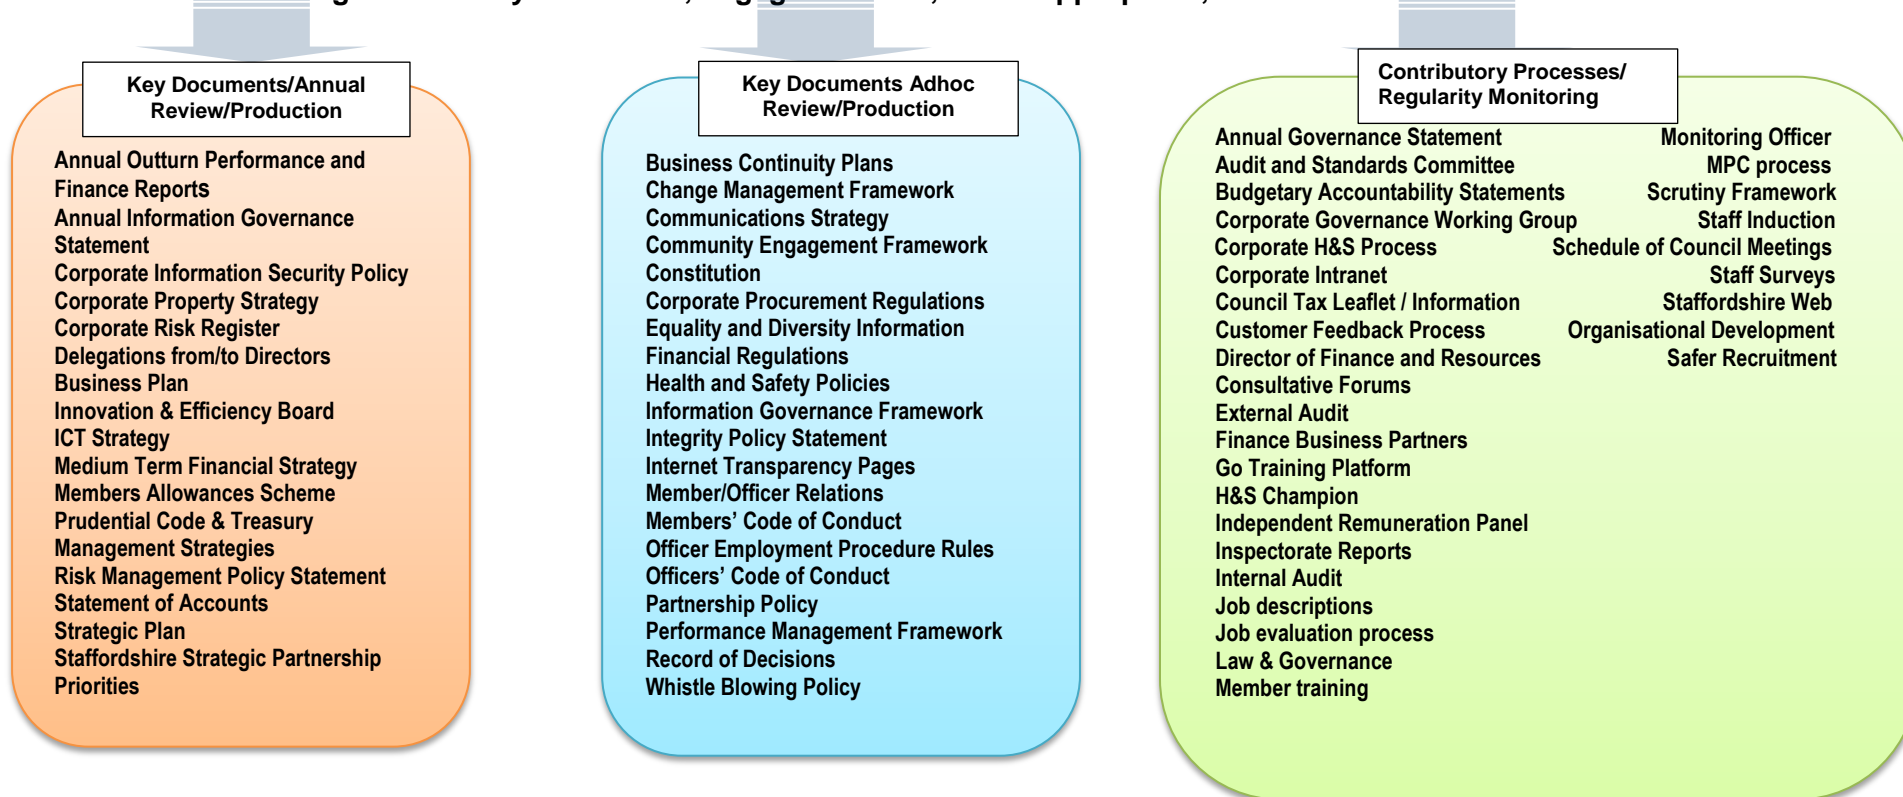 Key Documents/Annual
Review/Production
Annual Outturn Performance and
Finance Reports
Annual Information Governance
Statement
Corporate Information Security Policy
Corporate Property Strategy
Corporate Risk Register
Delegations from/to Directors
Business Plan
Innovation & Efficiency Board
ICT Strategy
Medium Term Financial Strategy
Members Allowances Scheme
Prudential Code & Treasury
Management Strategies
Risk Management Policy Statement
Statement of Accounts
Strategic Plan
Staffordshire Strategic Partnership
Priorities
Key Documents Adhoc
Review/Production
Business Continuity Plans
Change Management Framework
Communications Strategy
Community Engagement Framework
Constitution
Corporate Procurement Regulations
Equality and Diversity Information
Financial Regulations
Health and Safety Policies
Information Governance Framework
Integrity Policy Statement
Internet Transparency Pages
Member/Officer Relations
Members’ Code of Conduct
Officer Employment Procedure Rules
Officers’ Code of Conduct
Partnership Policy
Performance Management Framework
Record of Decisions
Whistle Blowing Policy
Contributory Processes/
Regularity Monitoring
Annual Governance Statement Monitoring Officer
Audit and Standards Committee MPC process
Budgetary Accountability Statements Scrutiny Framework
Corporate Governance Working Group Staff Induction
Corporate H&S Process Schedule of Council Meetings
Corporate Intranet Staff Surveys
Council Tax Leaflet / Information Staffordshire Web
Customer Feedback Process Organisational Development
Director of Finance and Resources Safer Recruitment
Consultative Forums
External Audit
Finance Business Partners
Go Training Platform
H&S Champion
Independent Remuneration Panel
Inspectorate Reports
Internal Audit
Job descriptions
Job evaluation process
Law & Governance
Member training